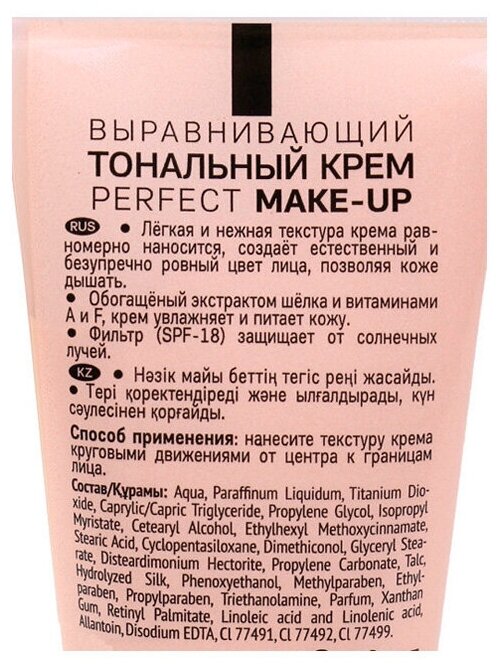 ВЫРАВНИВАЮЩИЙ
ТОНАЛЬНЫЙ КРЕМ
PERFECT MAKE-UP
RUS • Лёгкая и нежная текстура крема рав-
номерно наносится, создаёт естественный и
безупречно ровный цвет лица, позволяя коже
дышать.
• Обогащёный экстрактом шёлка и витаминами
А и F, крем увлажняет и питает кожу.
• Фильтр (SPF-18) защищает от солнечных
лучей.
KZ • Нәзік майы беттің тегіс реңі жасайды.
• Тері қоректендіреді және ылғалдырады, күн
сәулесінен қорғайды.
Способ применения: нанесите текстуру крема
круговыми движениями от центра к границам
лица.
Состав/Құрамы: Aqua, Paraffinum Liquidum, Titanium Dio-
xide, Caprylic/Capric Triglyceride, Propylene Glycol, Isopropyl
Myristate, Cetearyl Alcohol, Ethylhexyl Methoxycinnamate,
Stearic Acid, Cyclopentasiloxane, Dimethiconol, Glyceryl Stea-
rate, Disteardimonium Hectorite, Propylene Carbonate, Talc,
Hydrolyzed Silk, Phenoxyethanol, Methylparaben, Ethyl-
paraben, Propylparaben, Triethanolamine, Parfum, Xanthan
Gum, Retinyl Palmitate, Linoleic acid and Linolenic acid,
Allantoin, Disodium EDTA, CI 77491, CI 77492, CI 77499.